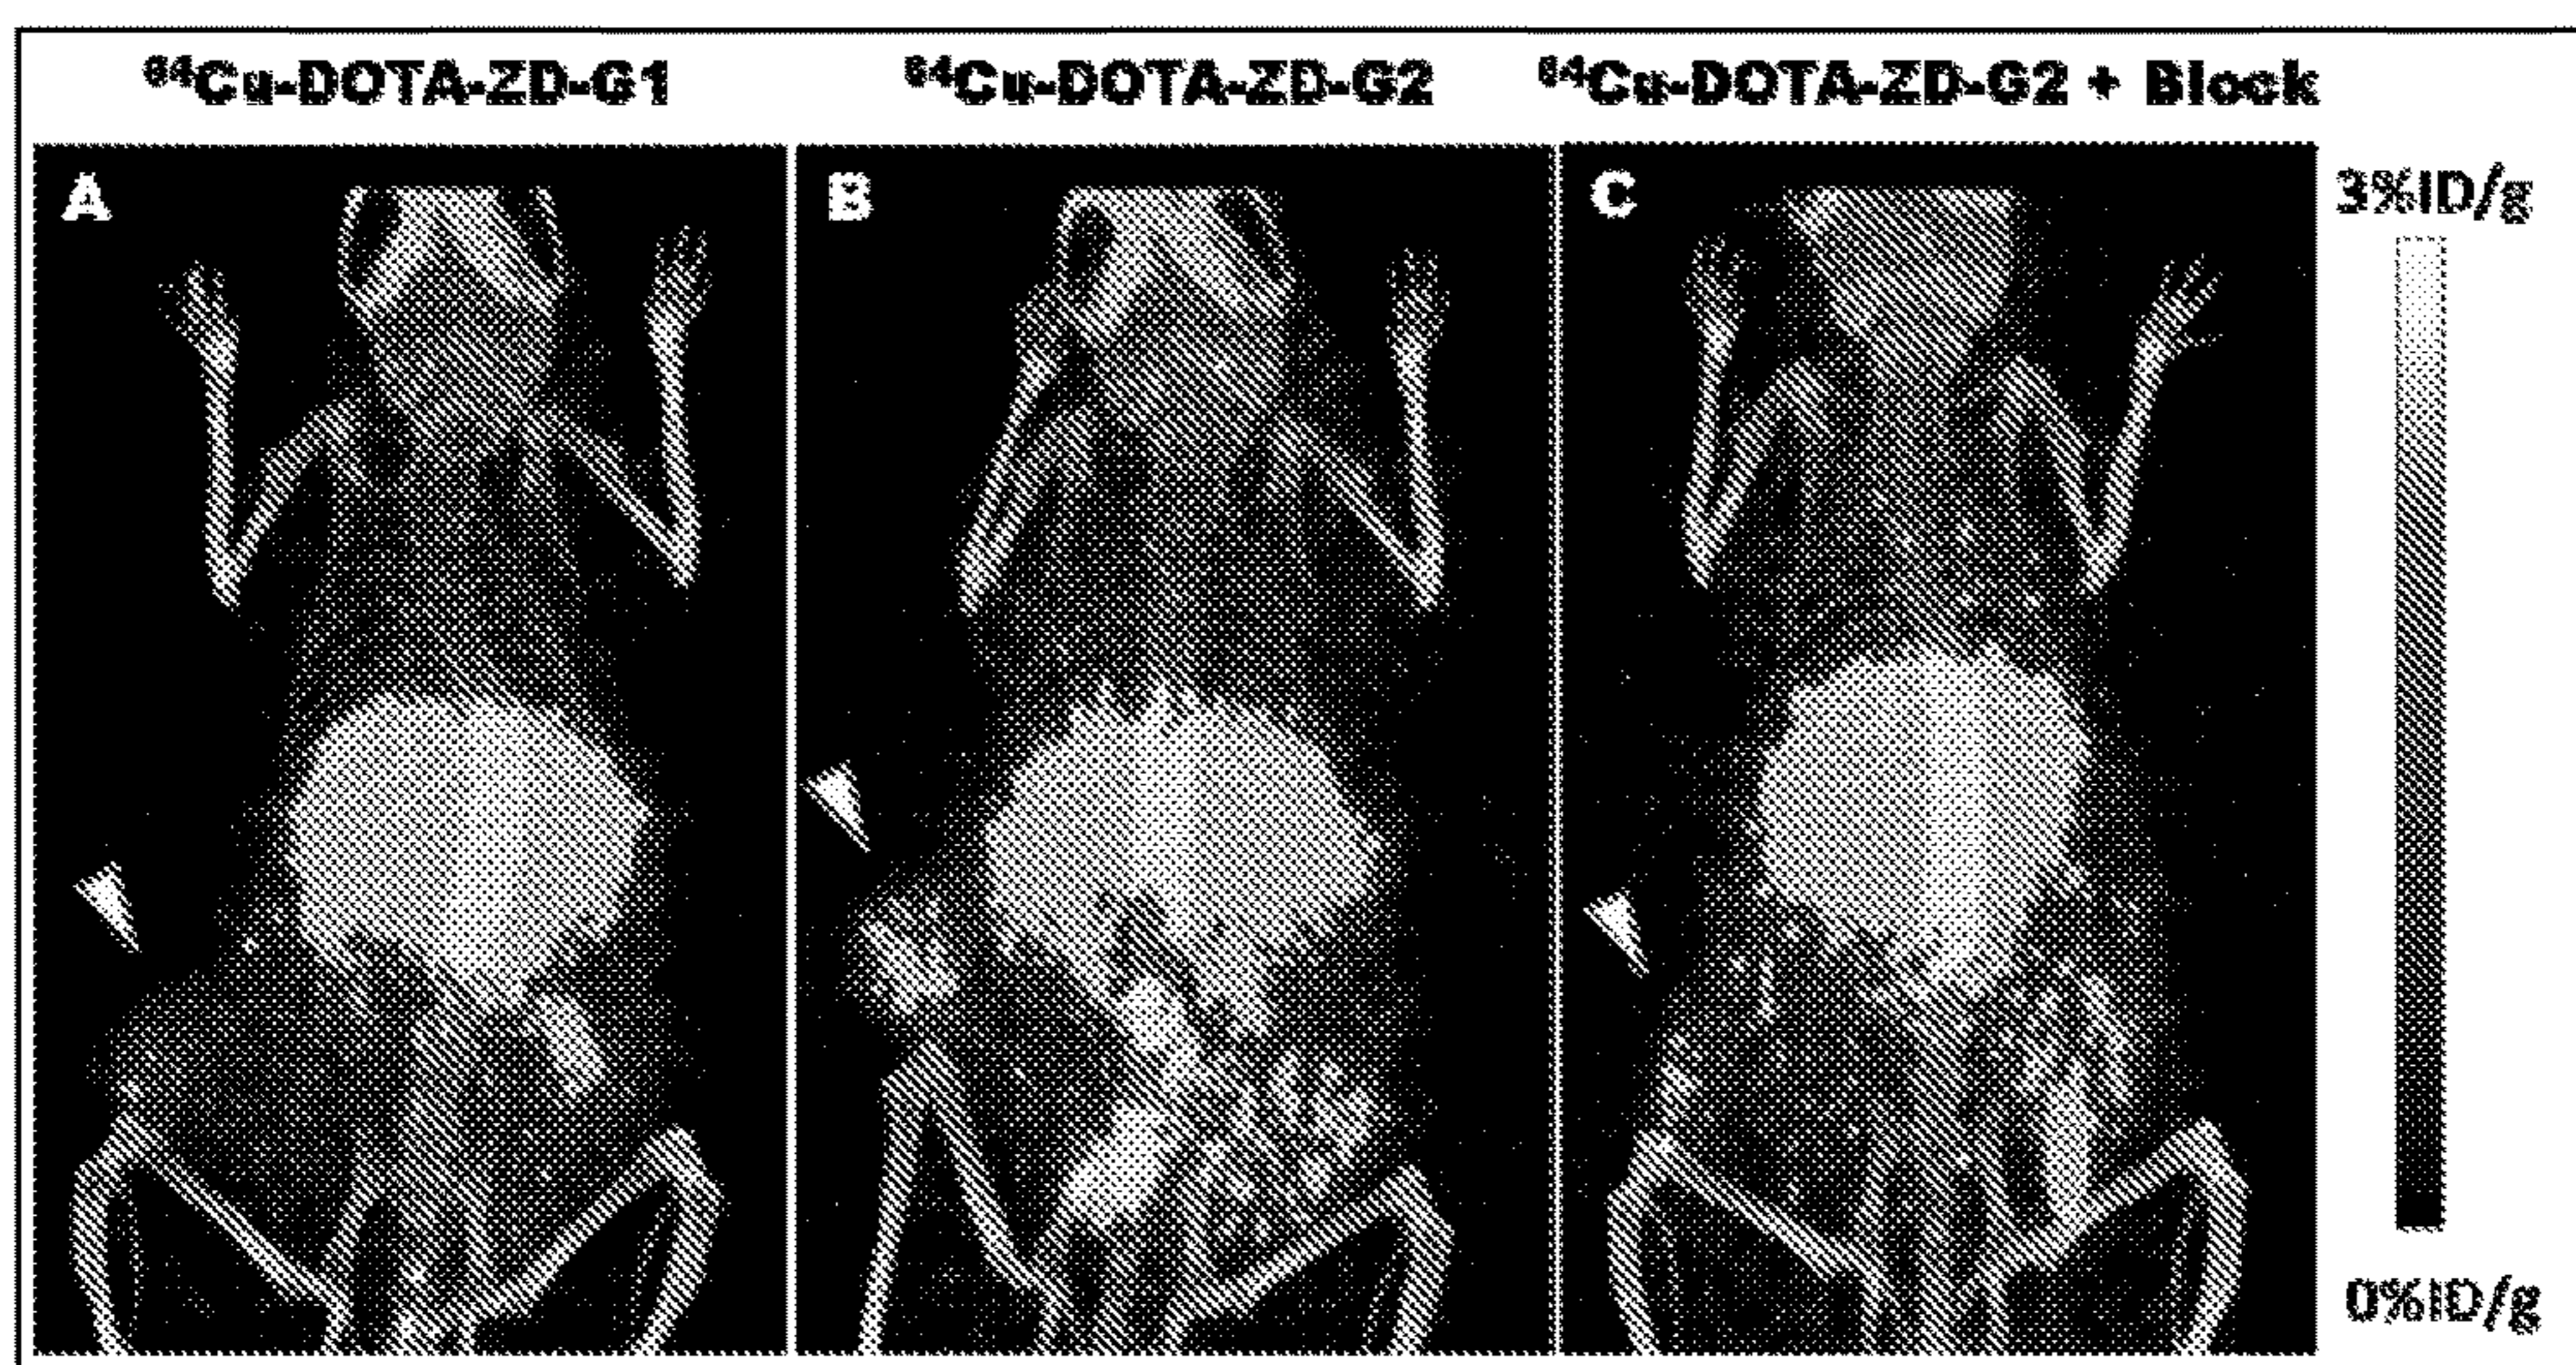 ⁶⁴Cu-DOTA-ZD-G1 ⁶⁴Cu-DOTA-ZD-G2 ⁶⁴Cu-DOTA-ZD-G2 + Block
A B C
3%ID/g
0%ID/g